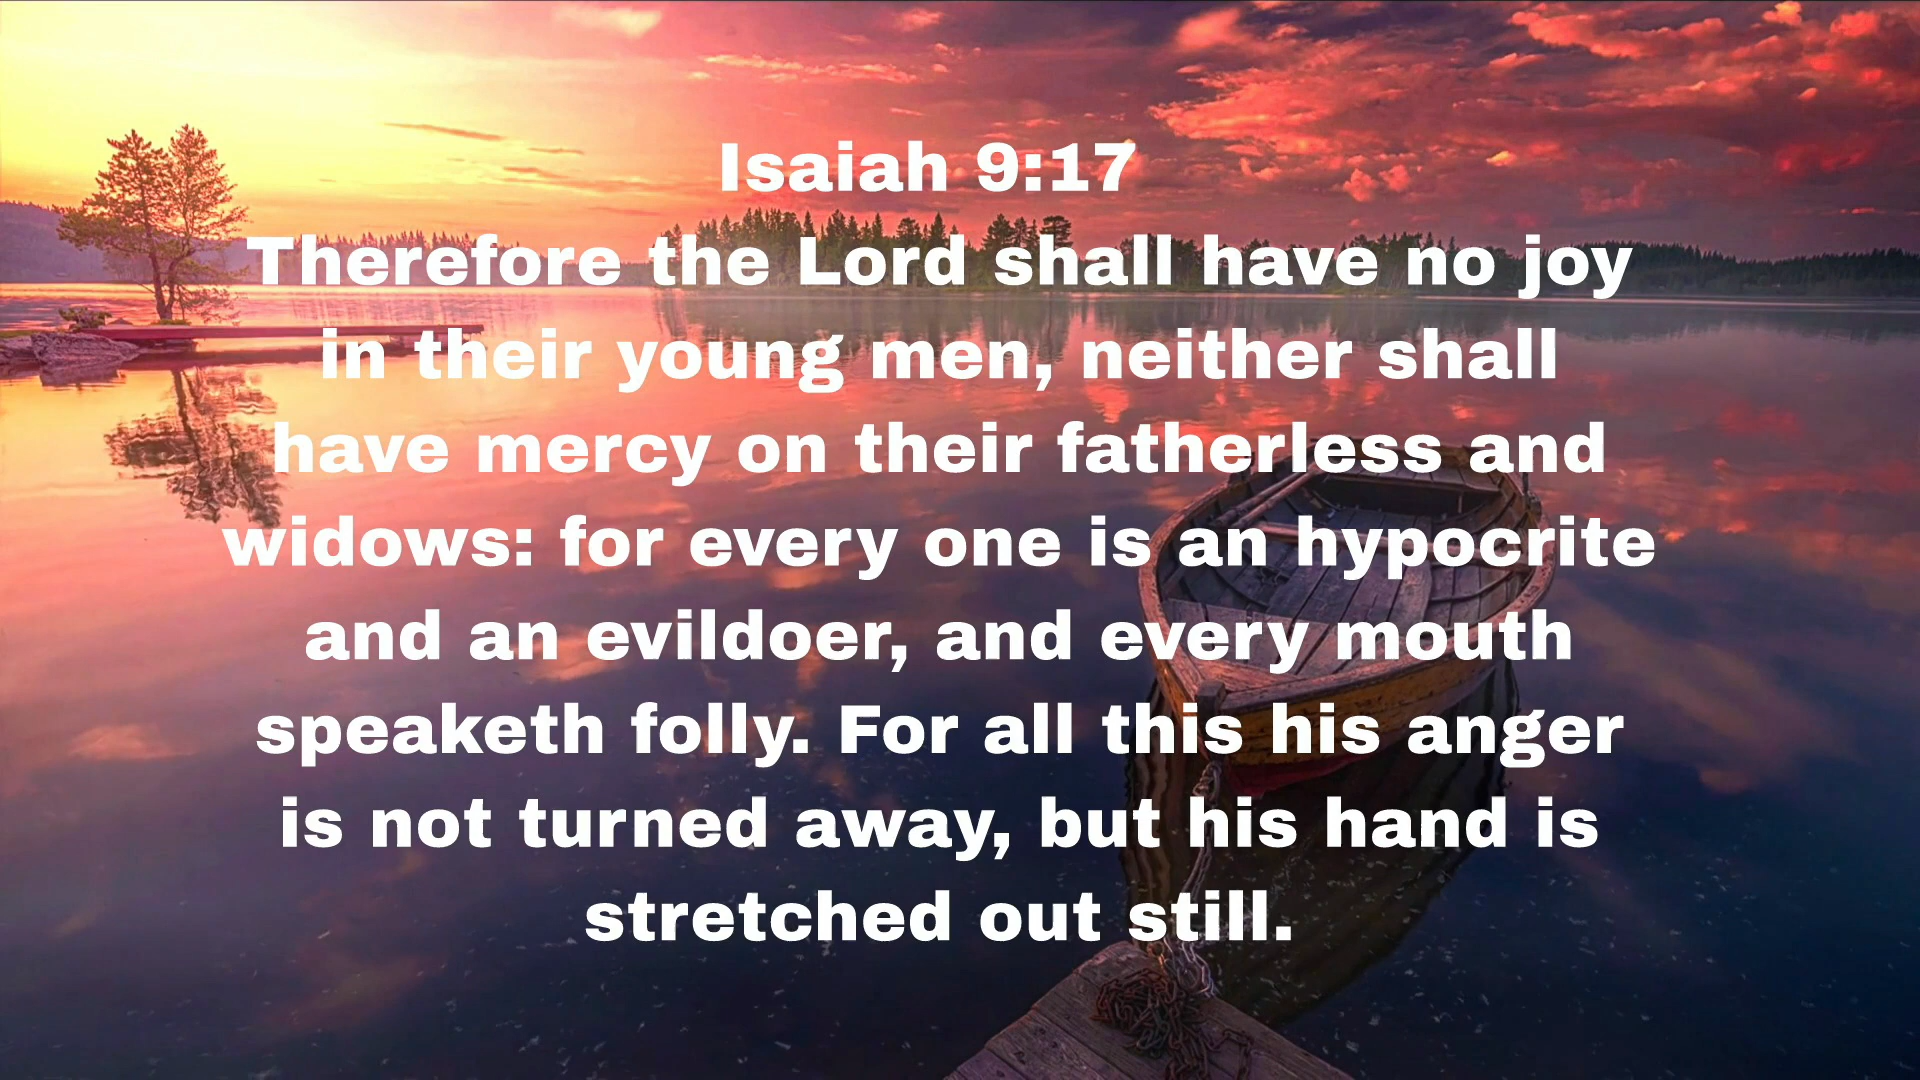 Isaiah 9:17
Therefore the Lord shall have no joy
in their young men, neither shall
have mercy on their fatherless and
widows: for every one is an hypocrite
and an evildoer, and every mouth
speaketh folly. For all this his anger
is not turned away, but his hand is
stretched out still.